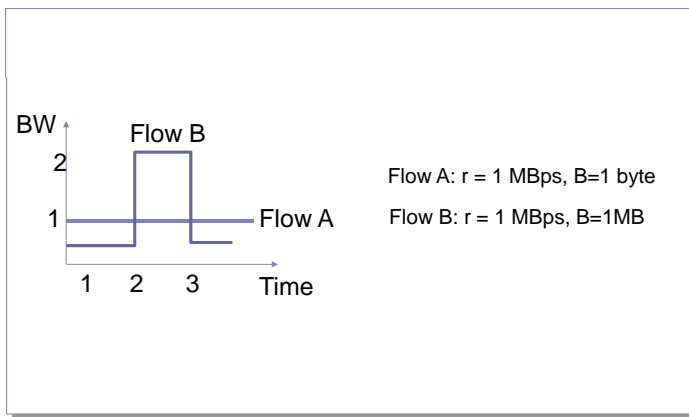 BW
Flow B
2
Flow A: r = 1 MBps, B=1 byte
1
Flow A
Flow B: r = 1 MBps, B=1MB
1 2 3 Time